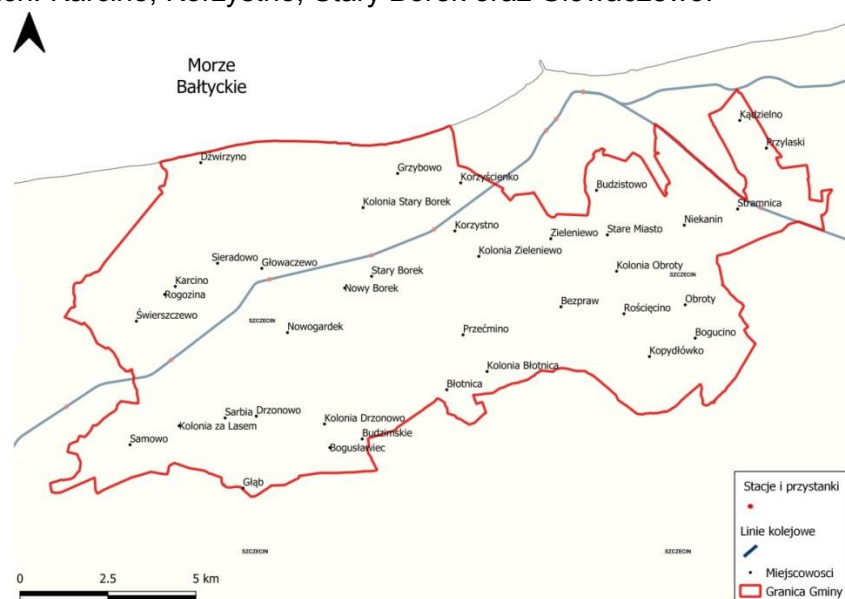 Karcino, Korzystno, Stary Borek oraz Głowaczewo.
Morze
Bałtyckie
Kądzielno
Przylaski
Dźwirzyno
Grzybowo
Korzyścienko
Budzistowo
Kolonia Stary Borek
Stramnica
Niekanin
Korzystno
Zieleniewo
Stare Miasto
Kolonia Zieleniewo
Sieradowo
Głowaczewo
Stary Borek
Kolonia Obroty
SZCZECIN
Karcino
Rogozina
Nowy Borek
Bezpraw
Rościęcino
Obroty
Świerszczewo
SZCZECIN
Nowogardek
Przećmino
Bogucino
Kopydłówko
Kolonia Błotnica
Błotnica
Sarbia
Drzonowo
Kolonia za Lasem
Kolonia Drzonowo
Samowo
Budzimskie
Bogusławiec
Głąb
SZCZECIN
SZCZECIN
Stacje i przystanki
Linie kolejowe
Miejscowosci
Granica Gminy
0 2.5 5 km